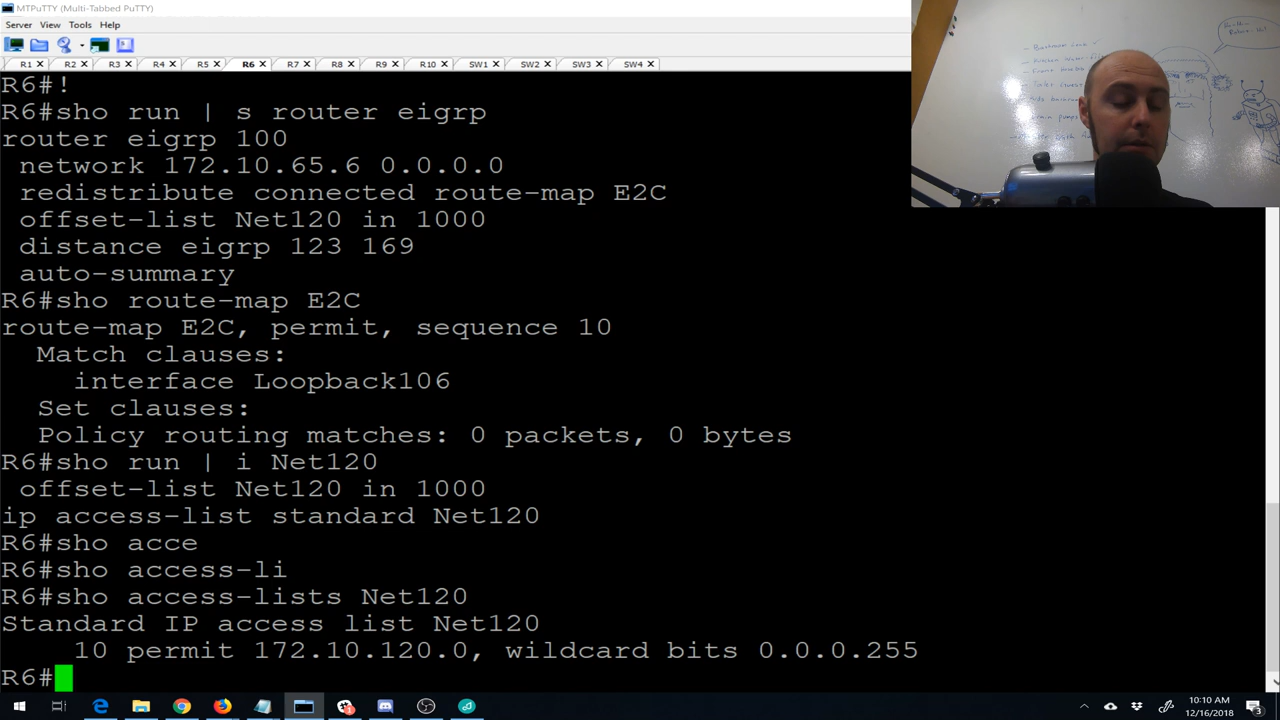 MTPuTTY (Multi-Tabbed PuTTY)
Server View Tools Help
R1 R2 R3 R4 R5 R6 R7 R8 R9 R10 SW1 SW2 SW3 SW4
R6#!
R6#sho run | s router eigrp
router eigrp 100
network 172.10.65.6 0.0.0.0
redistribute connected route-map E2C
offset-list Net120 in 1000
distance eigrp 123 169
auto-summary
R6#sho route-map E2C
route-map E2C, permit, sequence 10
Match clauses:
interface Loopback106
Set clauses:
Policy routing matches: 0 packets, 0 bytes
R6#sho run | i Net120
offset-list Net120 in 1000
ip access-list standard Net120
R6#sho acce
R6#sho access-li
R6#sho access-lists Net120
Standard IP access list Net120
10 permit 172.10.120.0, wildcard bits 0.0.0.255
R6#
10:10 AM
12/16/2018
3